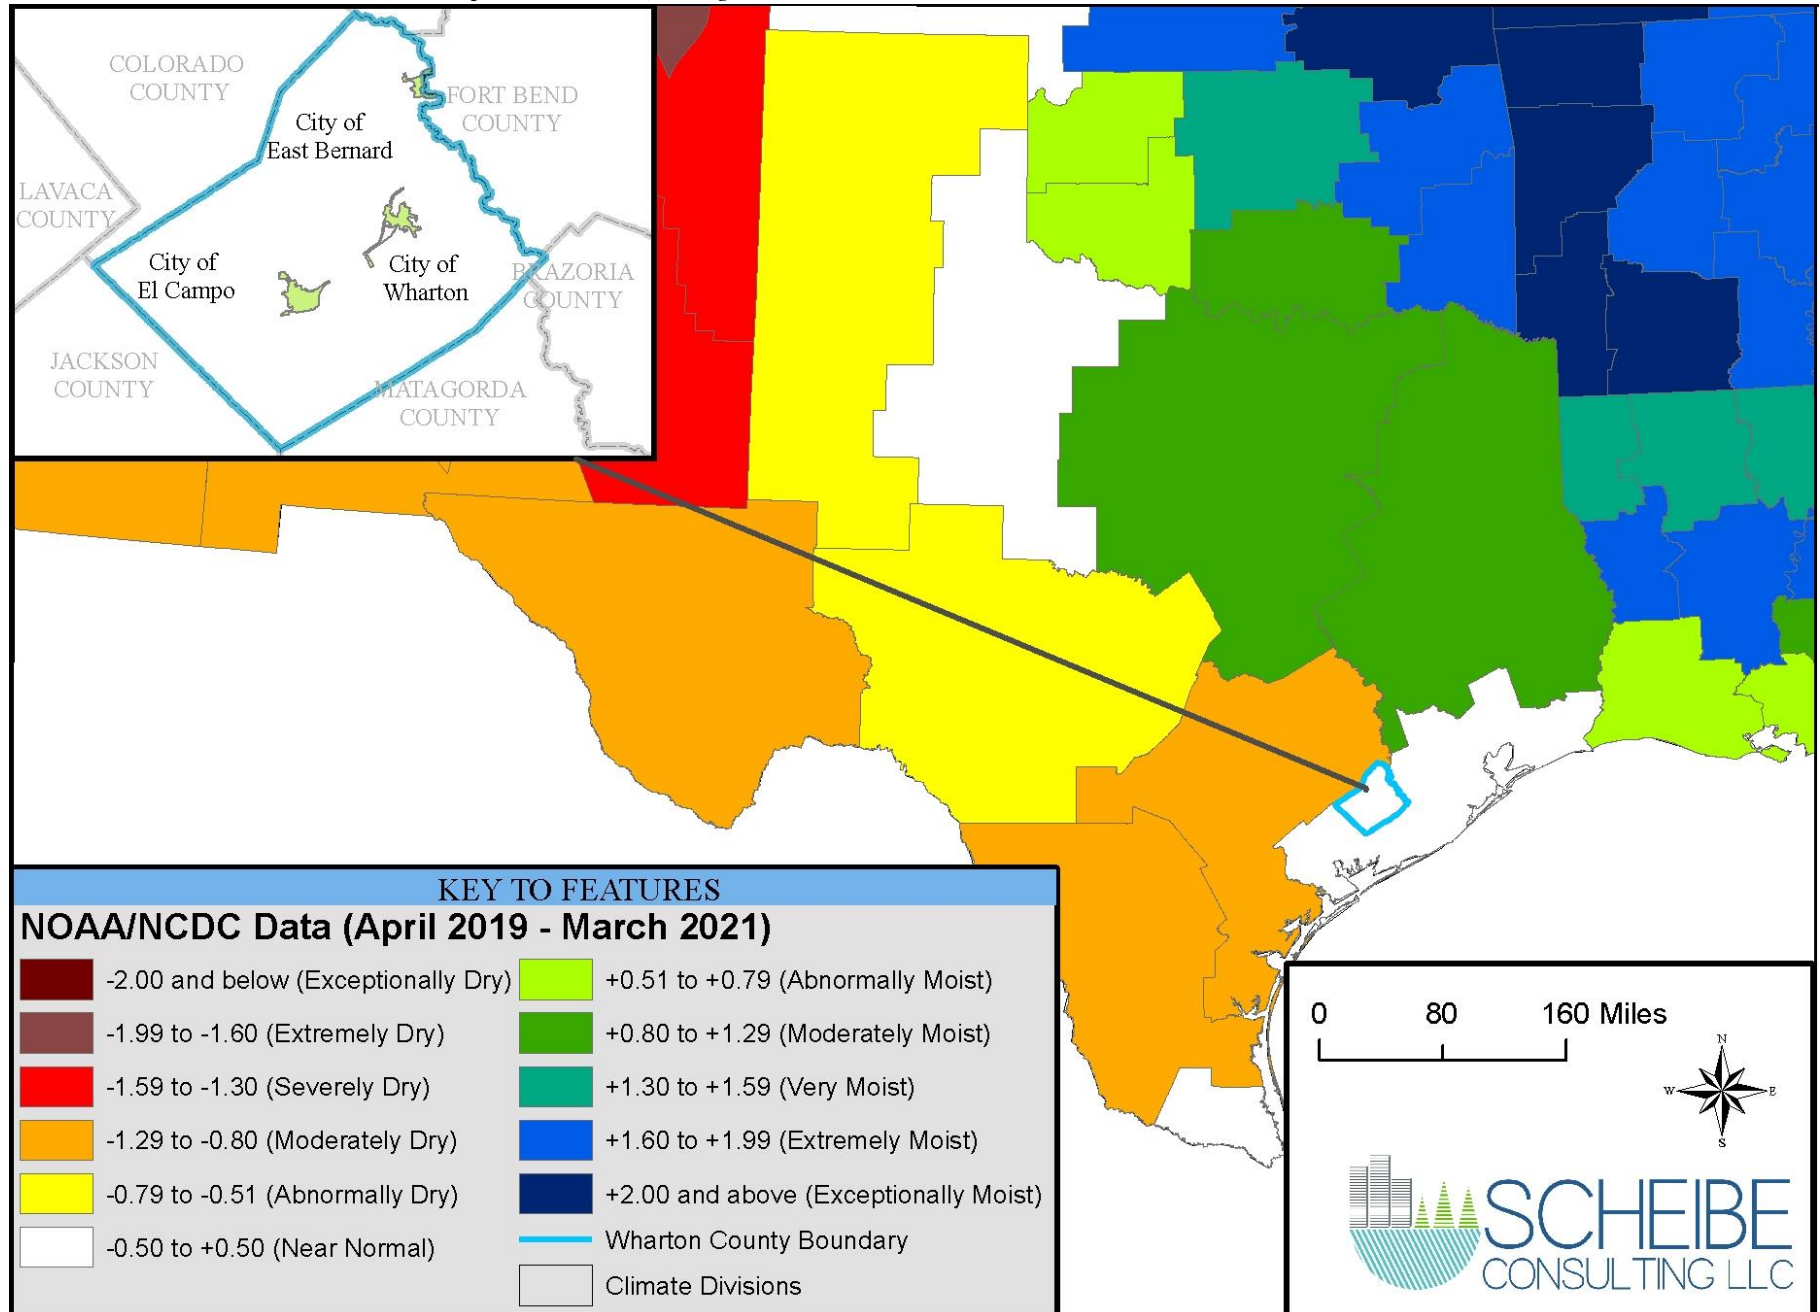 COLORADO
COUNTY
FORT BEND
COUNTY
City of
East Bernard
LAVACA
COUNTY
City of
El Campo
City of
Wharton
BRAZORIA
COUNTY
JACKSON
COUNTY
MATAGORDA
COUNTY
KEY TO FEATURES
NOAA/NCDC Data (April 2019 - March 2021)
-2.00 and below (Exceptionally Dry)
-1.99 to -1.60 (Extremely Dry)
-1.59 to -1.30 (Severely Dry)
-1.29 to -0.80 (Moderately Dry)
-0.79 to -0.51 (Abnormally Dry)
-0.50 to +0.50 (Near Normal)
+0.51 to +0.79 (Abnormally Moist)
+0.80 to +1.29 (Moderately Moist)
+1.30 to +1.59 (Very Moist)
+1.60 to +1.99 (Extremely Moist)
+2.00 and above (Exceptionally Moist)
Wharton County Boundary
Climate Divisions
0 80 160 Miles
N
W E
S
SCHEIBE
CONSULTING LLC